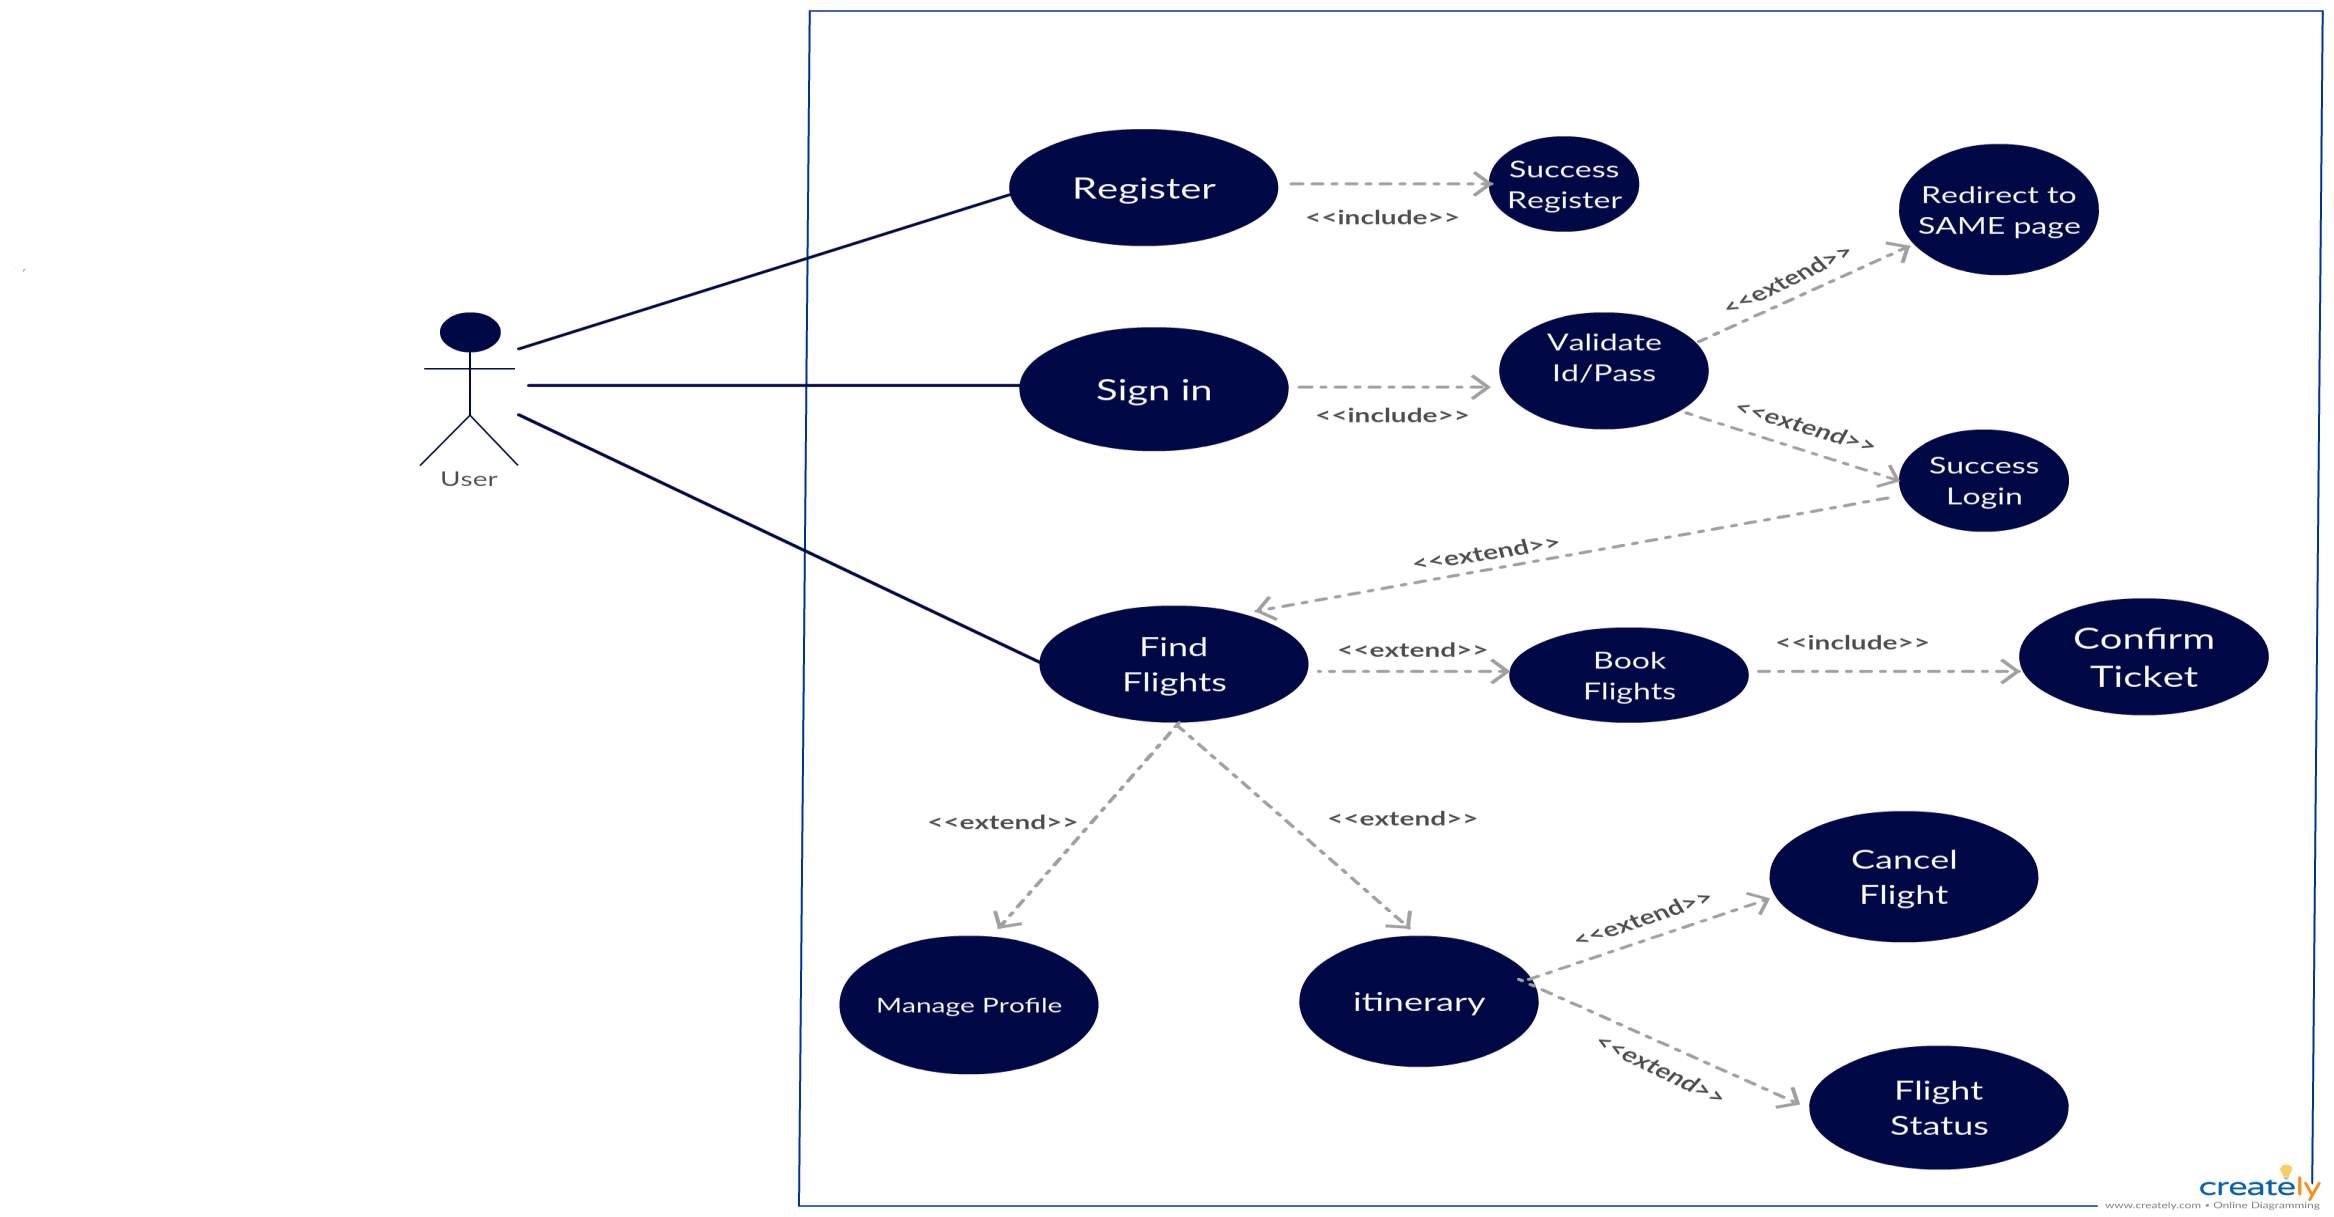 Register
<<include>>
Success
Register
Redirect to
SAME page
<<extend>>
User
Sign in
<<include>>
Validate
Id/Pass
<<extend>>
Success
Login
<<extend>>
Find
Flights
<<extend>>
Book
Flights
<<include>>
Confirm
Ticket
<<extend>>
<<extend>>
Manage Profile
itinerary
<<extend>>
Cancel
Flight
<<extend>>
Flight
Status
creately
www.creately.com • Online Diagramming